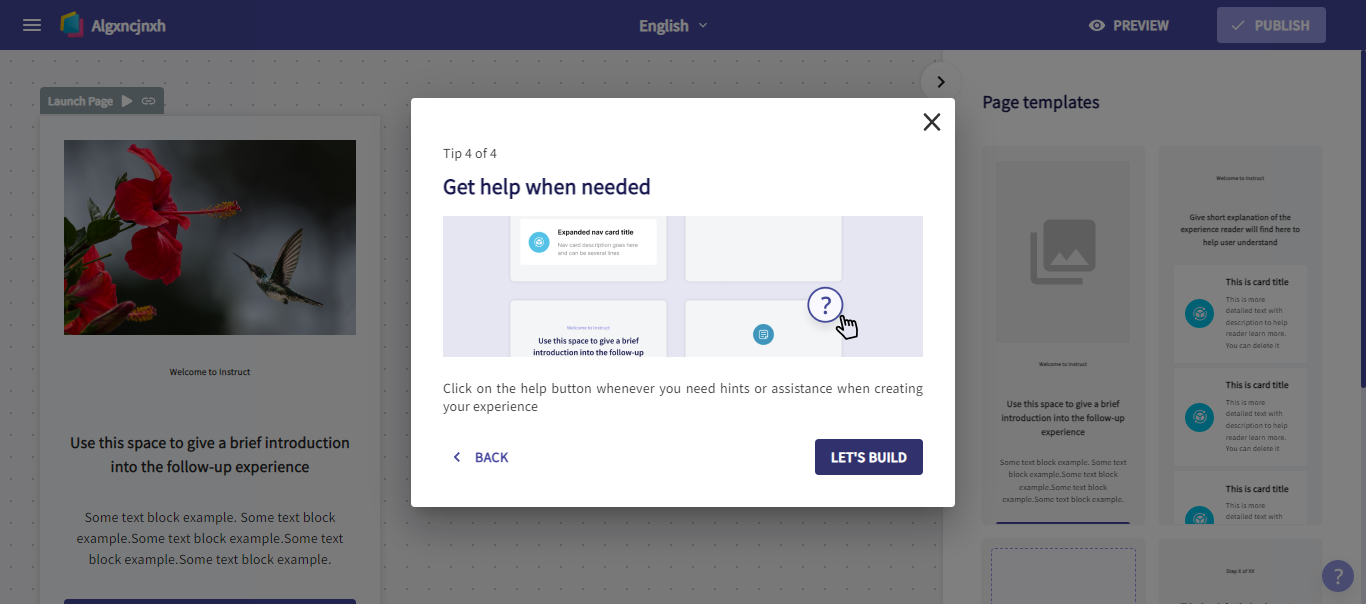 Algxncjnxh
English
PREVIEW
PUBLISH
Launch Page
Welcome to Instruct
Use this space to give a brief introduction
into the follow-up experience
Some text block example. Some text block
example.Some text block example.Some text
block example.Some text block example.
Tip 4 of 4
Get help when needed
Expanded nav card title
Nav card description goes here
and can be several lines
Welcome to Instruct
Use this space to give a brief
introduction into the follow-up
?
Click on the help button whenever you need hints or assistance when creating
your experience
BACK
LET'S BUILD
Page templates
Welcome to Instruct
Use this space to give a brief
introduction into the follow-up
experience
Some text block example. Some text
block example.Some text block
example.Some text block
example.Some text block example.
Welcome to Instruct
Give short explanation of the
experience reader will find here to
help user understand
This is card title
This is more
detailed text with
description to help
reader learn more.
You can delete it
This is card title
This is more
detailed text with
description to help
reader learn more.
You can delete it
This is card title
This is more
detailed text with
Step X of XX
?